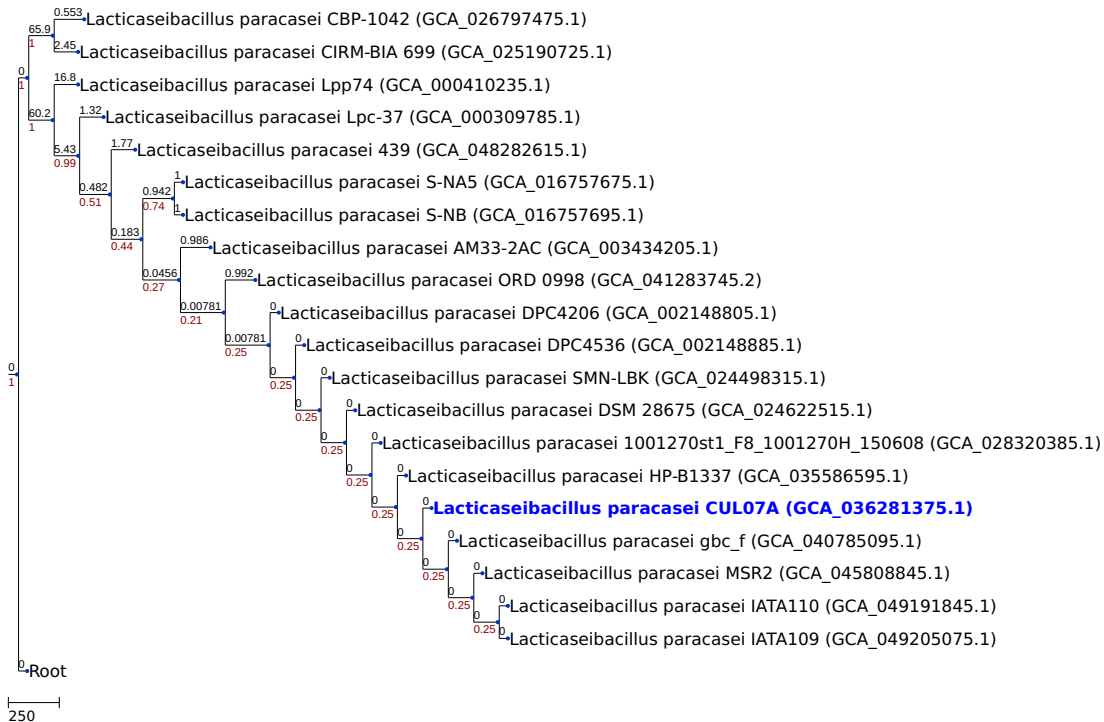 0.553 Lacticaseibacillus paracasei CBP-1042 (GCA_026797475.1)
65.9
1
2.45 Lacticaseibacillus paracasei CIRM-BIA 699 (GCA_025190725.1)
0
1
16.8 Lacticaseibacillus paracasei Lpp74 (GCA_000410235.1)
60.2
1
1.32 Lacticaseibacillus paracasei Lpc-37 (GCA_000309785.1)
5.43
0.99
1.77 Lacticaseibacillus paracasei 439 (GCA_048282615.1)
0.482
0.51
1 Lacticaseibacillus paracasei S-NA5 (GCA_016757675.1)
0.942
0.74
1 Lacticaseibacillus paracasei S-NB (GCA_016757695.1)
0.183
0.44
0.986 Lacticaseibacillus paracasei AM33-2AC (GCA_003434205.1)
0.0456
0.27
0.992 Lacticaseibacillus paracasei ORD 0998 (GCA_041283745.2)
0.00781
0.21
0 Lacticaseibacillus paracasei DPC4206 (GCA_002148805.1)
0.00781
0.25
0 Lacticaseibacillus paracasei DPC4536 (GCA_002148885.1)
0
0.25
0 Lacticaseibacillus paracasei SMN-LBK (GCA_024498315.1)
0
0.25
0 Lacticaseibacillus paracasei DSM 28675 (GCA_024622515.1)
0
0.25
0 Lacticaseibacillus paracasei 1001270st1_F8_1001270H_150608 (GCA_028320385.1)
0
0.25
0 Lacticaseibacillus paracasei HP-B1337 (GCA_035586595.1)
0
0.25
0 Lacticaseibacillus paracasei CUL07A (GCA_036281375.1)
0
0.25
0 Lacticaseibacillus paracasei gbc_f (GCA_040785095.1)
0
0.25
0 Lacticaseibacillus paracasei MSR2 (GCA_045808845.1)
0
0.25
0 Lacticaseibacillus paracasei IATA110 (GCA_049191845.1)
0
0.25
0 Lacticaseibacillus paracasei IATA109 (GCA_049205075.1)
0
1
0 Root
250